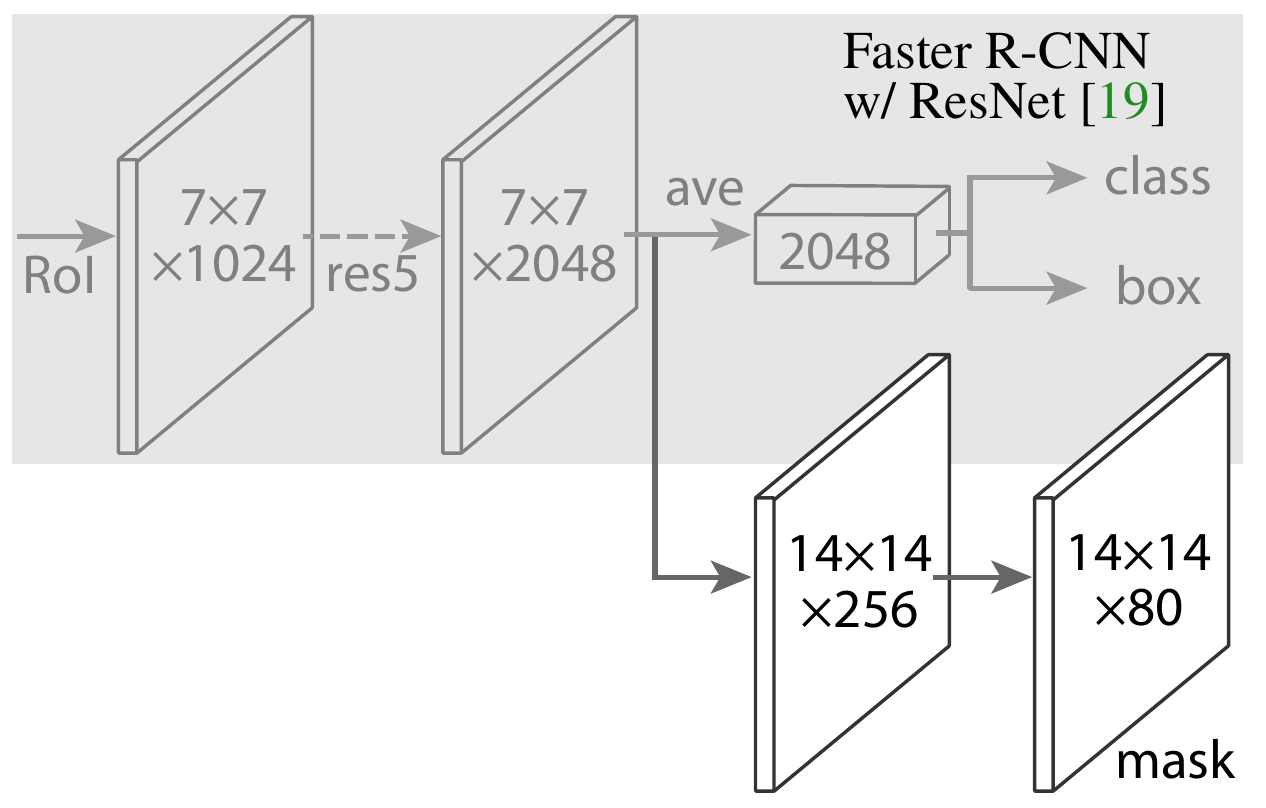 Faster R-CNN
w/ ResNet [19]
RoI
7×7
×1024
res5
7×7
×2048
ave
2048
class
box
14×14
×256
14×14
×80
mask